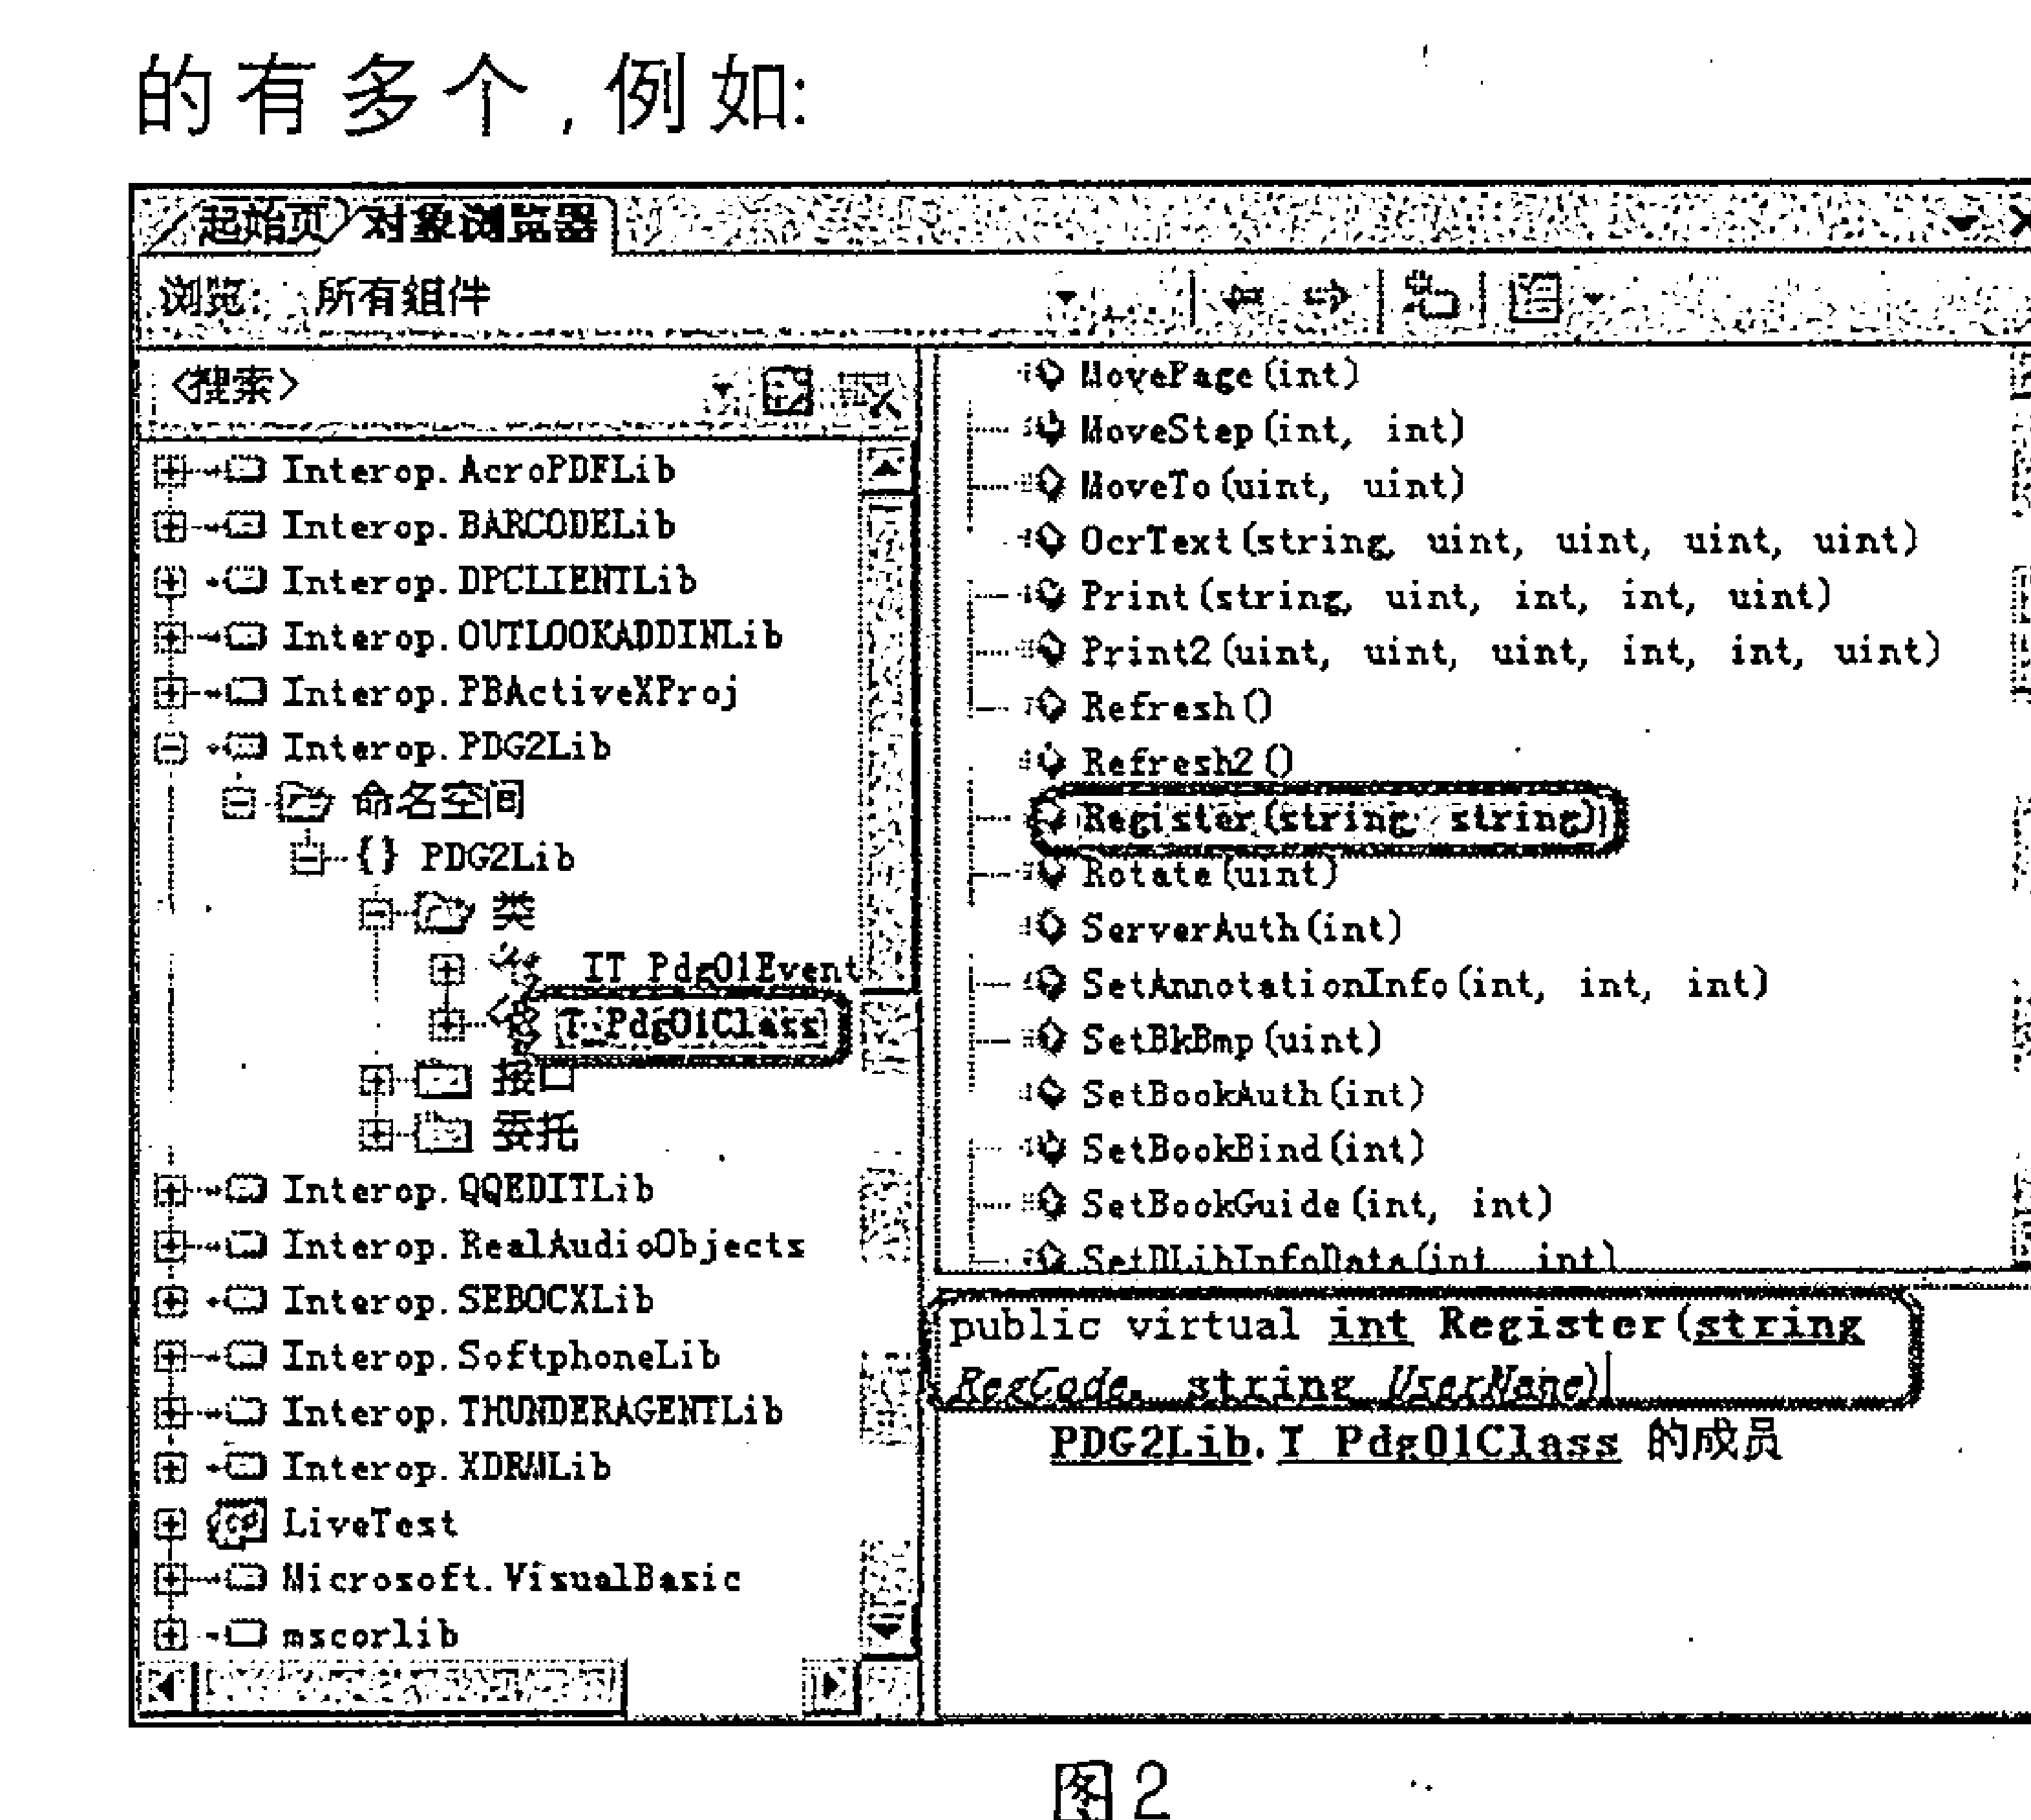 的有多个,例如:
起始页 对象浏览器
浏览: 所有组件
<搜索>
Interop.AcroPDFLib
Interop.BARCODELib
Interop.DPCLIENTLib
Interop.OUTLOOKADDINLib
Interop.PBActiveXProj
Interop.PDG2Lib
命名空间
{} PDG2Lib
类
_IT_Pdg01Event
T_Pdg01Class
接口
委托
Interop.QQEDITLib
Interop.RealAudioObjects
Interop.SEBOCXLib
Interop.SoftphoneLib
Interop.THUNDERAGENTLib
Interop.XDRMLib
LiveTest
Microsoft.VisualBasic
mscorlib
MovePage(int)
MoveStep(int, int)
MoveTo(uint, uint)
OcrText(string, uint, uint, uint, uint)
Print(string, uint, int, int, uint)
Print2(uint, uint, uint, int, int, uint)
Refresh()
Refresh2()
Register(string, string)
Rotate(uint)
ServerAuth(int)
SetAnnotationInfo(int, int, int)
SetBkBmp(uint)
SetBookAuth(int)
SetBookBind(int)
SetBookGuide(int, int)
SetDLibInfoData(int, int)
public virtual int Register(string
RegCode, string UserName)
PDG2Lib.T_Pdg01Class 的成员
图2